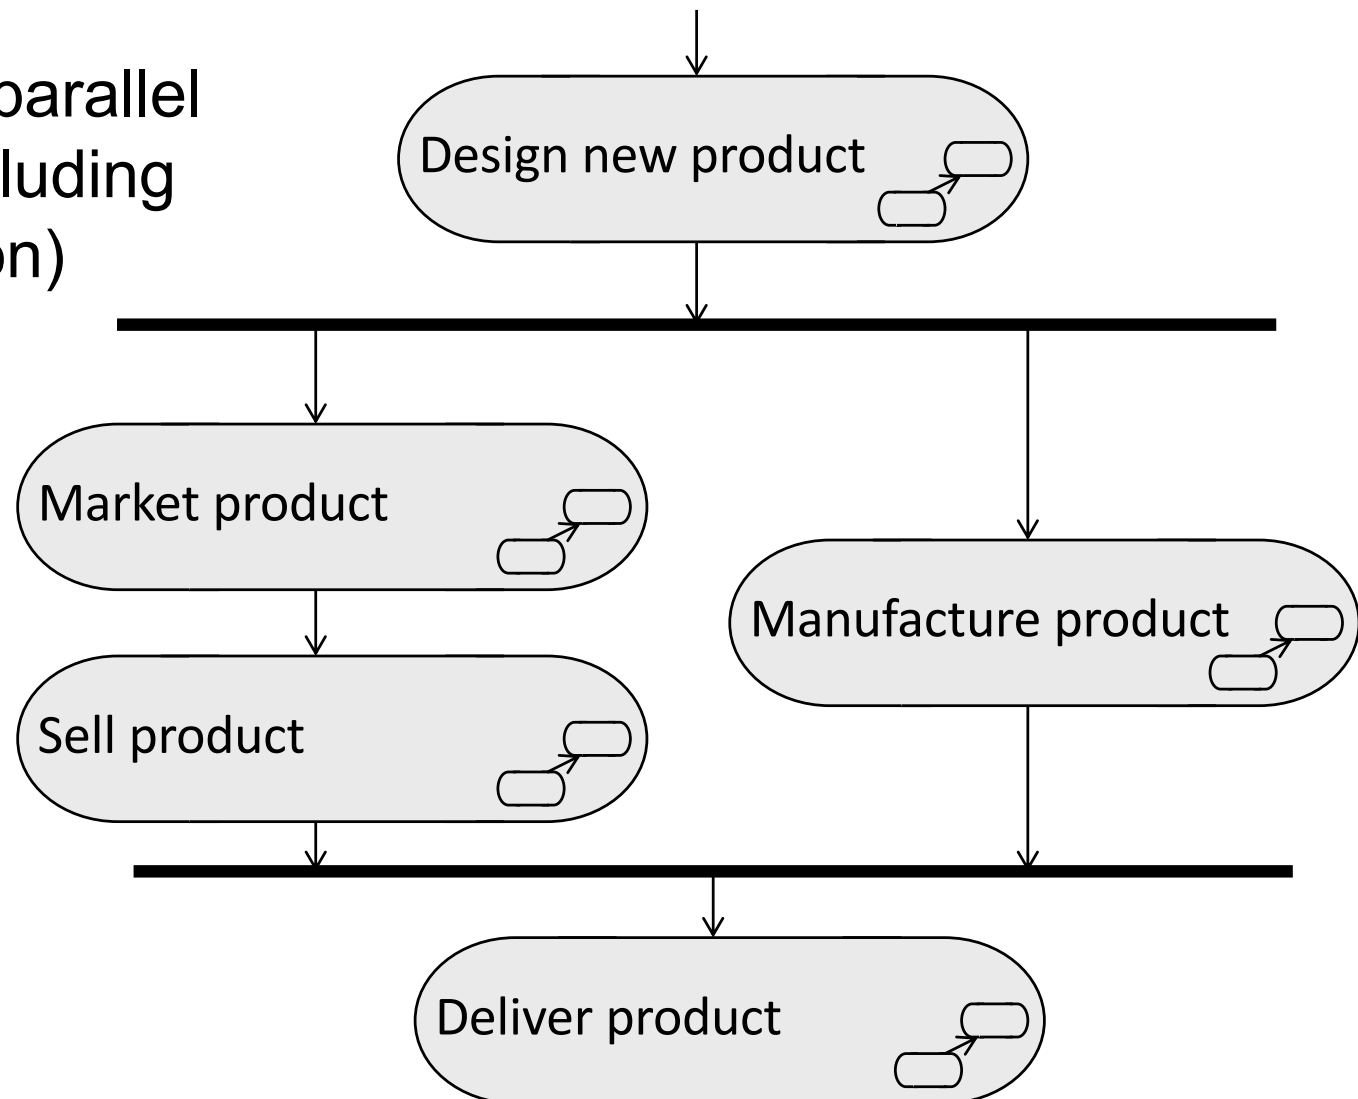 parallel
luding
on)
Design new product
Market product
Manufacture product
Sell product
Deliver product